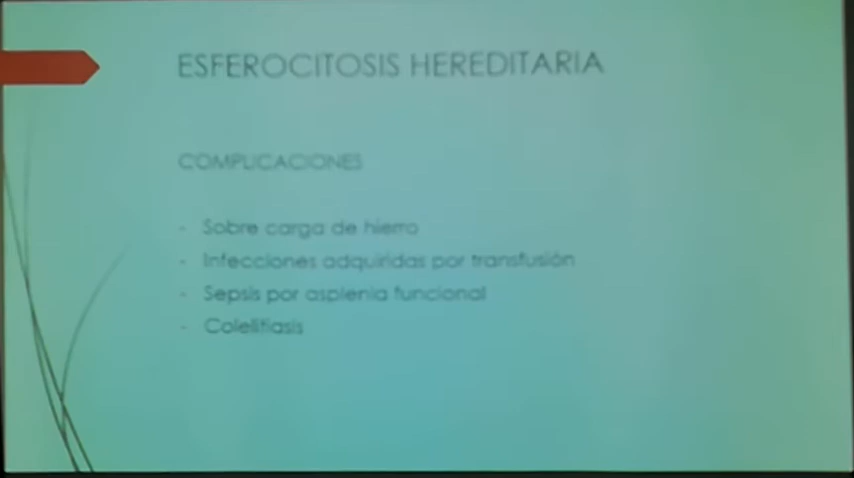 ESFEROCITOSIS HEREDITARIA
COMPLICACIONES
- Sobre carga de hierro
- Infecciones adquiridas por transfusión
- Sepsis por asplenia funcional
- Colelitiasis